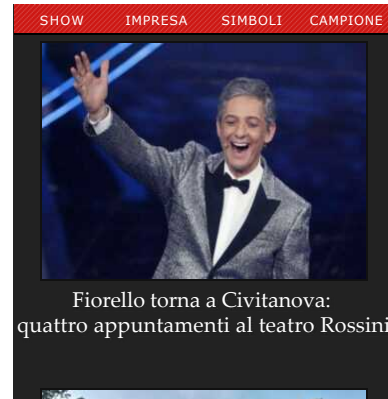 SHOW IMPRESA SIMBOLI CAMPIONE
Fiorello torna a Civitanova:
quattro appuntamenti al teatro Rossini